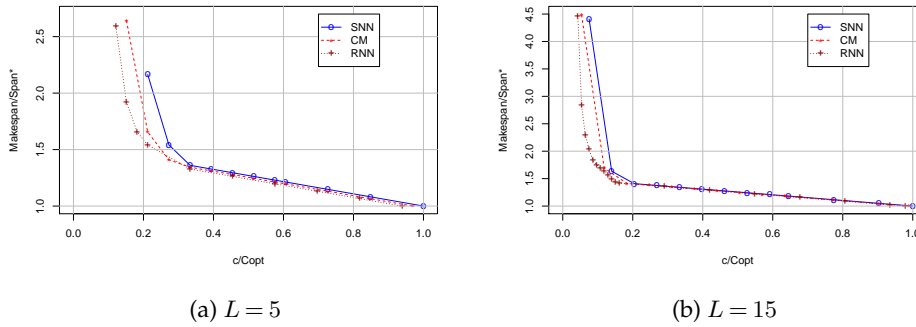 Makespan/Span*
2.5
2.0
1.5
1.0
SNN
CM
RNN
0.0 0.2 0.4 0.6 0.8 1.0
c/Copt
(a) L = 5
Makespan/Span*
4.5
4.0
3.5
3.0
2.5
2.0
1.5
1.0
SNN
CM
RNN
0.0 0.2 0.4 0.6 0.8 1.0
c/Copt
(b) L = 15